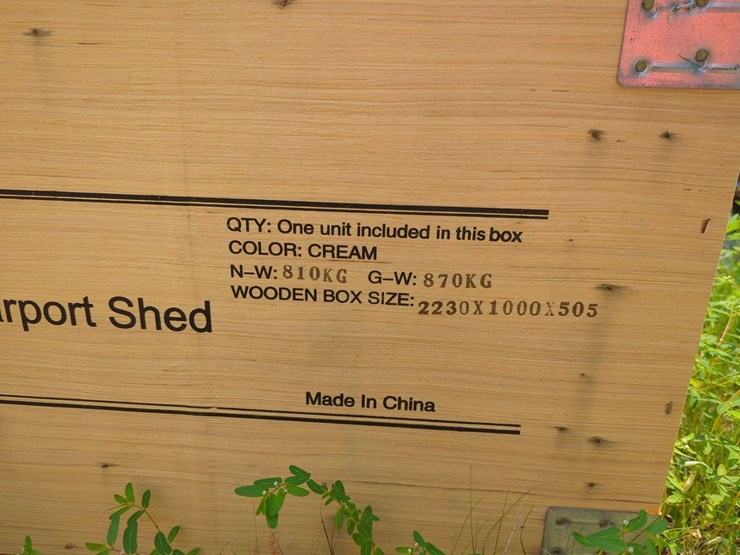 QTY: One unit included in this box
COLOR: CREAM
N-W: 810KG G-W: 870KG
WOODEN BOX SIZE: 2230X1000X505
rport Shed
Made In China